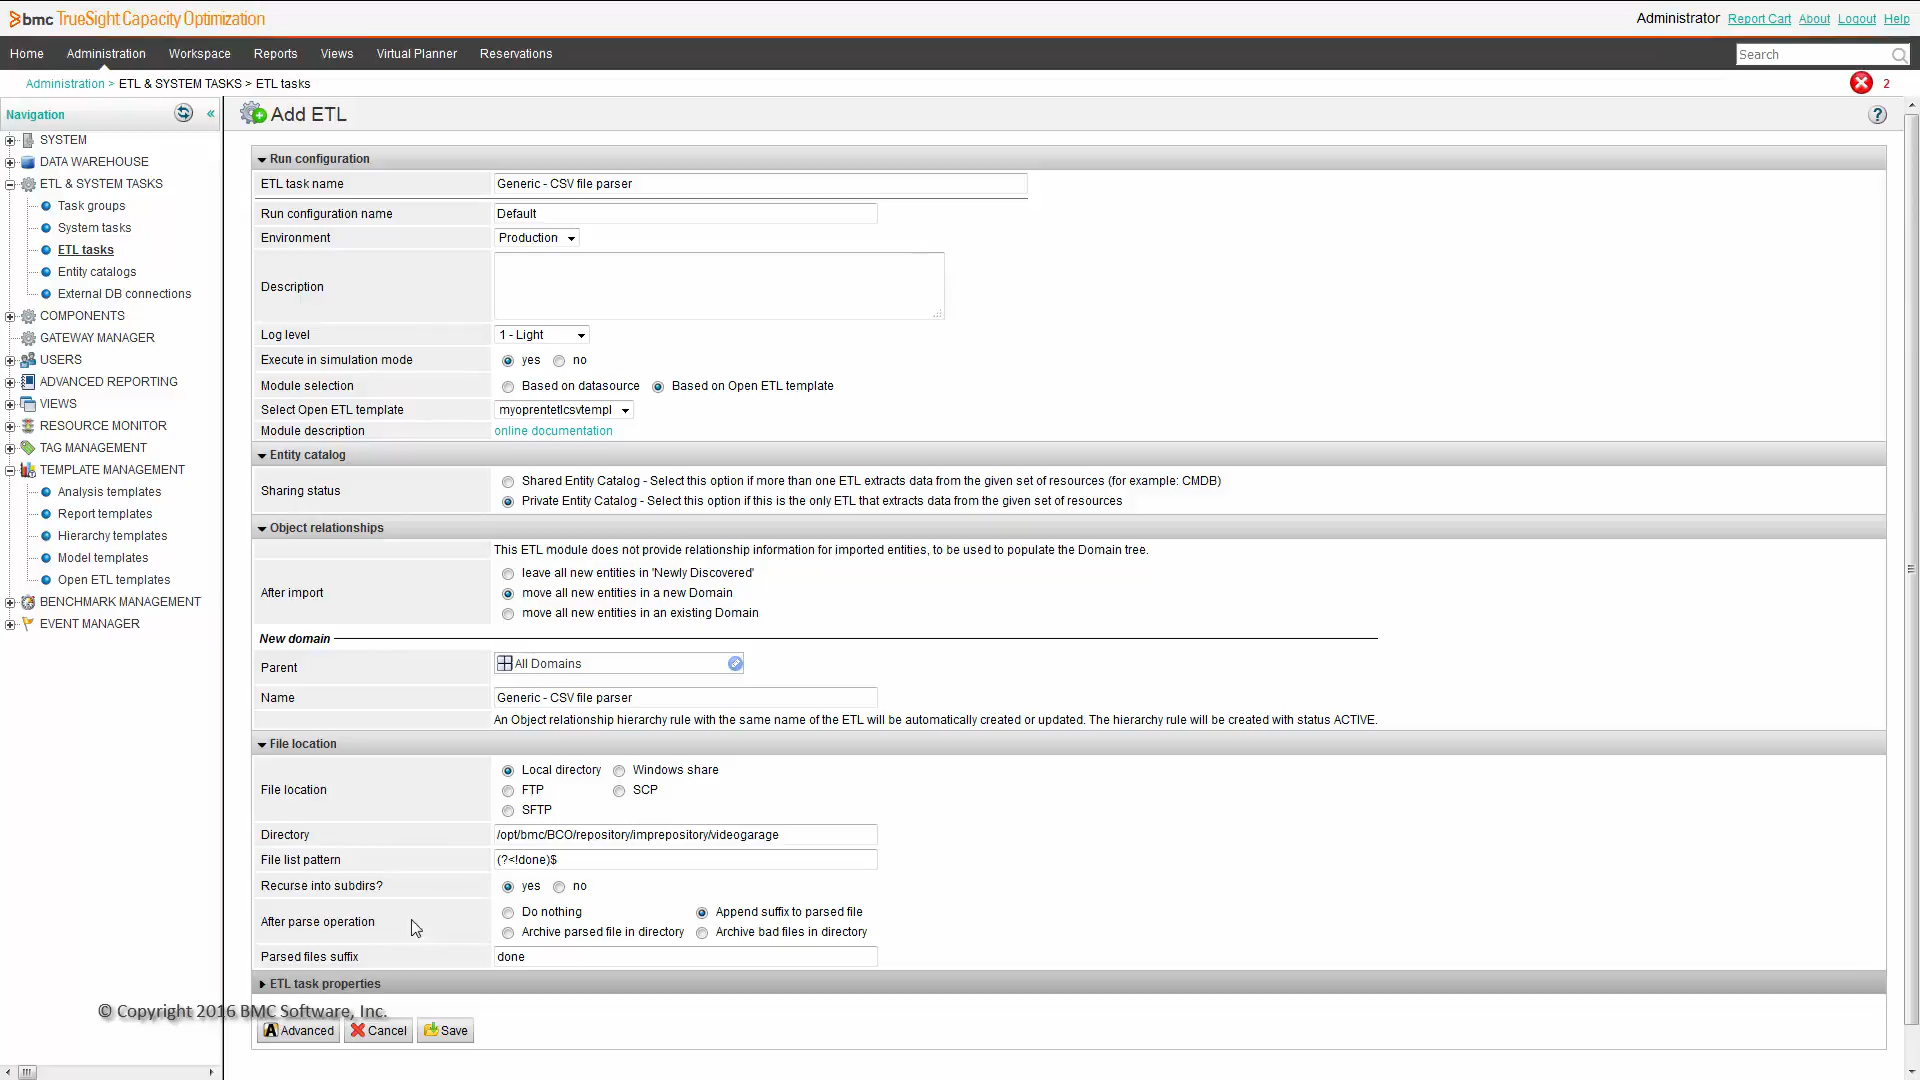 bmc TrueSight Capacity Optimization
Administrator Report Cart About Logout Help
Home Administration Workspace Reports Views Virtual Planner Reservations
Search
Administration > ETL & SYSTEM TASKS > ETL tasks
2
Navigation «
SYSTEM
DATA WAREHOUSE
ETL & SYSTEM TASKS
Task groups
System tasks
ETL tasks
Entity catalogs
External DB connections
COMPONENTS
GATEWAY MANAGER
USERS
ADVANCED REPORTING
VIEWS
RESOURCE MONITOR
TAG MANAGEMENT
TEMPLATE MANAGEMENT
Analysis templates
Report templates
Hierarchy templates
Model templates
Open ETL templates
BENCHMARK MANAGEMENT
EVENT MANAGER
Add ETL
?
Run configuration
ETL task name Generic - CSV file parser
Run configuration name Default
Environment Production
Description
Log level 1 - Light
Execute in simulation mode yes no
Module selection Based on datasource Based on Open ETL template
Select Open ETL template myoprentetlcsvtempl
Module description online documentation
Entity catalog
Sharing status
Shared Entity Catalog - Select this option if more than one ETL extracts data from the given set of resources (for example: CMDB)
Private Entity Catalog - Select this option if this is the only ETL that extracts data from the given set of resources
Object relationships
This ETL module does not provide relationship information for imported entities, to be used to populate the Domain tree.
After import
leave all new entities in 'Newly Discovered'
move all new entities in a new Domain
move all new entities in an existing Domain
New domain
Parent All Domains
Name Generic - CSV file parser
An Object relationship hierarchy rule with the same name of the ETL will be automatically created or updated. The hierarchy rule will be created with status ACTIVE.
File location
File location
Local directory Windows share
FTP SCP
SFTP
Directory /opt/bmc/BCO/repository/imprepository/videogarage
File list pattern (?<!done)$
Recurse into subdirs? yes no
After parse operation
Do nothing Append suffix to parsed file
Archive parsed file in directory Archive bad files in directory
Parsed files suffix done
ETL task properties
© Copyright 2016 BMC Software, Inc.
Advanced Cancel Save